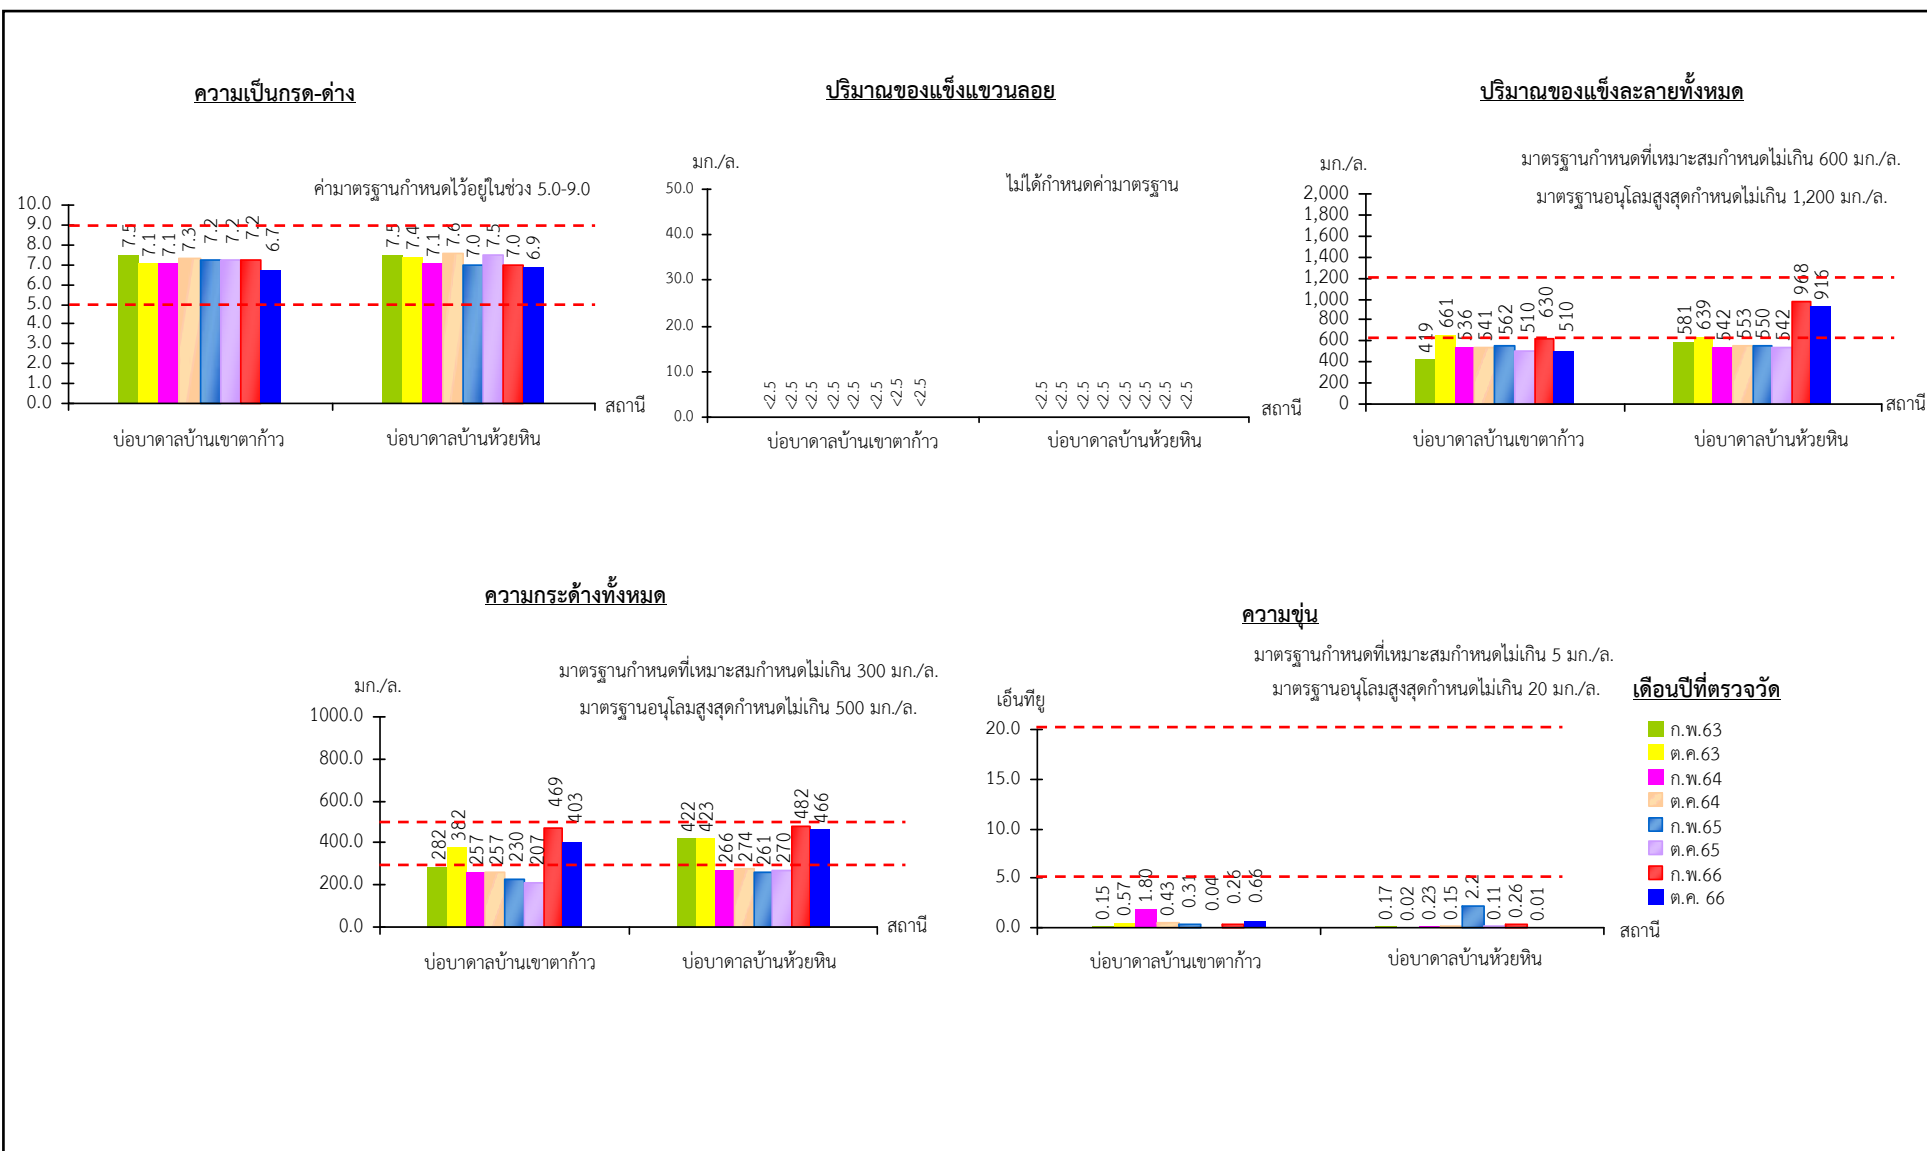 ความเป็นกรด-ด่าง
ค่ามาตรฐานกำหนดไว้อยู่ในช่วง 5.0-9.0
10.0
9.0
8.0
7.0
6.0
5.0
4.0
3.0
2.0
1.0
0.0
7.5 7.1 7.1 7.3 7.2 7.2 7.2 6.7
7.5 7.4 7.1 7.6 7.0 7.5 7.0 6.9
สถานี
บ่อบาดาลบ้านเขาตาก้าว บ่อบาดาลบ้านห้วยหิน
ปริมาณของแข็งแขวนลอย
มก./ล.
ไม่ได้กำหนดค่ามาตรฐาน
50.0
40.0
30.0
20.0
10.0
0.0
<2.5 <2.5 <2.5 <2.5 <2.5 <2.5 <2.5 <2.5
<2.5 <2.5 <2.5 <2.5 <2.5 <2.5 <2.5 <2.5
สถานี
บ่อบาดาลบ้านเขาตาก้าว บ่อบาดาลบ้านห้วยหิน
ปริมาณของแข็งละลายทั้งหมด
มก./ล.
มาตรฐานกำหนดที่เหมาะสมกำหนดไม่เกิน 600 มก./ล.
มาตรฐานอนุโลมสูงสุดกำหนดไม่เกิน 1,200 มก./ล.
2,000
1,800
1,600
1,400
1,200
1,000
800
600
400
200
0
419 661 536 541 562 510 630 510
581 639 542 553 550 542 968 916
สถานี
บ่อบาดาลบ้านเขาตาก้าว บ่อบาดาลบ้านห้วยหิน
ความกระด้างทั้งหมด
มก./ล.
มาตรฐานกำหนดที่เหมาะสมกำหนดไม่เกิน 300 มก./ล.
มาตรฐานอนุโลมสูงสุดกำหนดไม่เกิน 500 มก./ล.
1000.0
800.0
600.0
400.0
200.0
0.0
282 382 257 257 230 207 469 403
422 423 266 274 261 270 482 466
สถานี
บ่อบาดาลบ้านเขาตาก้าว บ่อบาดาลบ้านห้วยหิน
ความขุ่น
มาตรฐานกำหนดที่เหมาะสมกำหนดไม่เกิน 5 มก./ล.
มาตรฐานอนุโลมสูงสุดกำหนดไม่เกิน 20 มก./ล.
เอ็นทียู
20.0
15.0
10.0
5.0
0.0
0.15 0.57 1.80 0.43 0.31 0.04 0.26 0.66
0.17 0.02 0.23 0.15 2.2 0.11 0.26 0.01
สถานี
บ่อบาดาลบ้านเขาตาก้าว บ่อบาดาลบ้านห้วยหิน
เดือนปีที่ตรวจวัด
ก.พ.63
ต.ค.63
ก.พ.64
ต.ค.64
ก.พ.65
ต.ค.65
ก.พ.66
ต.ค. 66